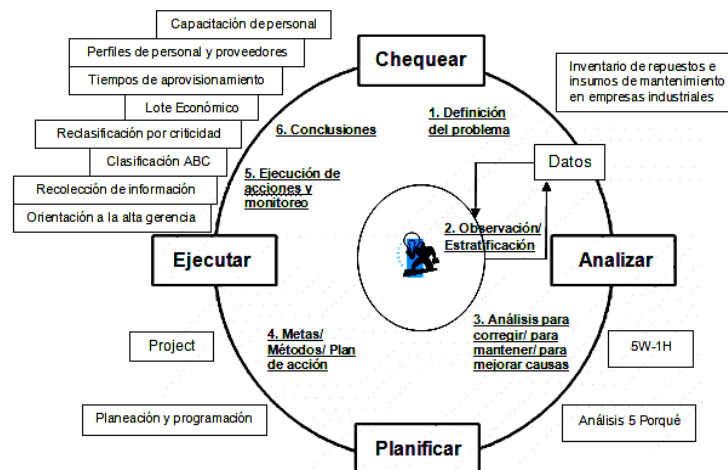 Capacitación de personal
Perfiles de personal y proveedores
Tiempos de aprovisionamiento
Lote Económico
Reclasificación por criticidad
Clasificación ABC
Recolección de información
Orientación a la alta gerencia
Chequear
Inventario de repuestos e
insumos de mantenimiento
en empresas industriales
1. Definición
del problema
6. Conclusiones
Datos
5. Ejecución de
acciones y
monitoreo
2. Observación/
Estratificación
Ejecutar
Analizar
4. Metas/
Métodos/ Plan
de acción
3. Análisis para
corregir/ para
mantener/ para
mejorar causas
Project
5W-1H
Planeación y programación
Análisis 5 Porqué
Planificar